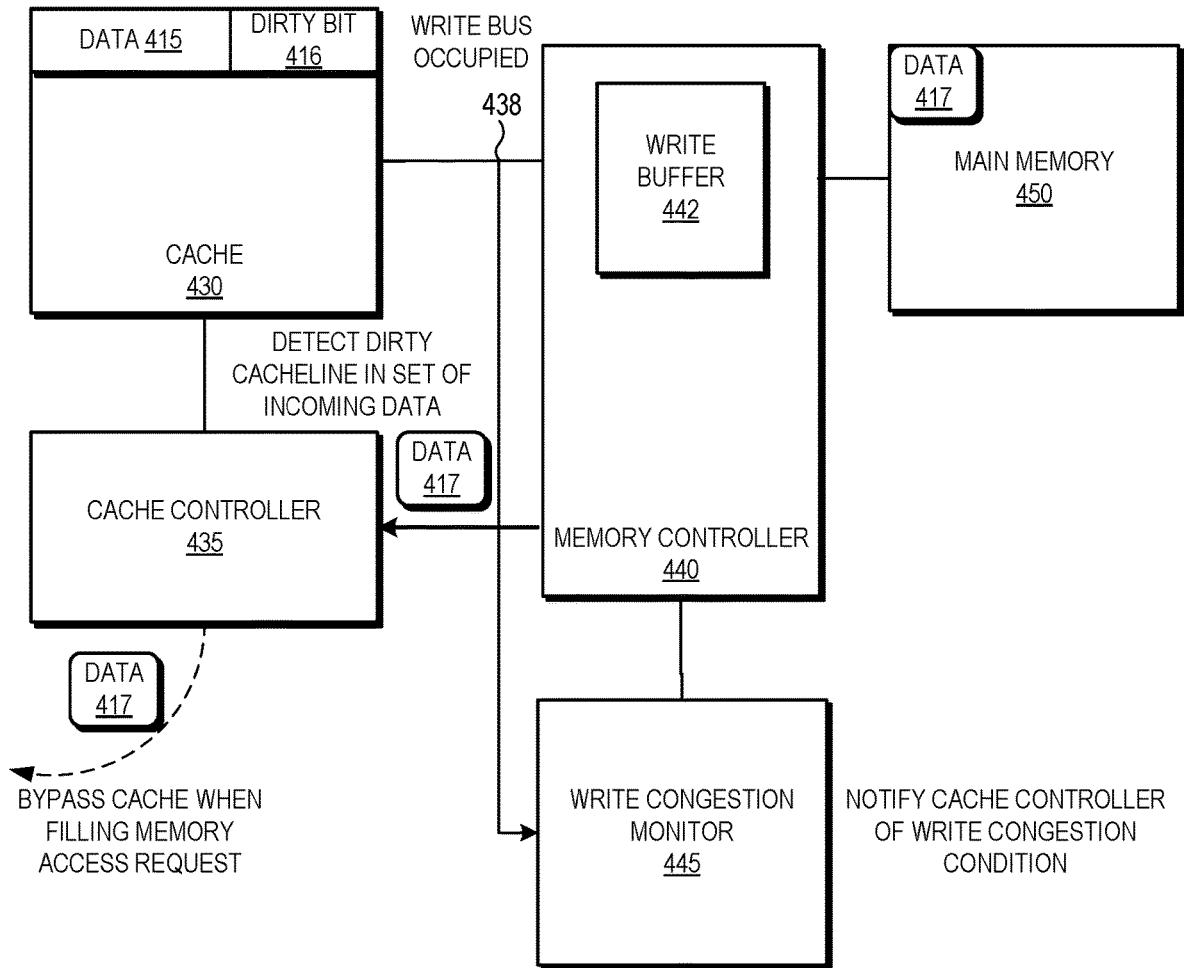 DATA 415
DIRTY BIT
416
CACHE
430
WRITE BUS
OCCUPIED
438
WRITE
BUFFER
442
MEMORY CONTROLLER
440
DATA
417
MAIN MEMORY
450
DETECT DIRTY
CACHELINE IN SET OF
INCOMING DATA
DATA
417
CACHE CONTROLLER
435
DATA
417
BYPASS CACHE WHEN
FILLING MEMORY
ACCESS REQUEST
WRITE CONGESTION
MONITOR
445
NOTIFY CACHE CONTROLLER
OF WRITE CONGESTION
CONDITION